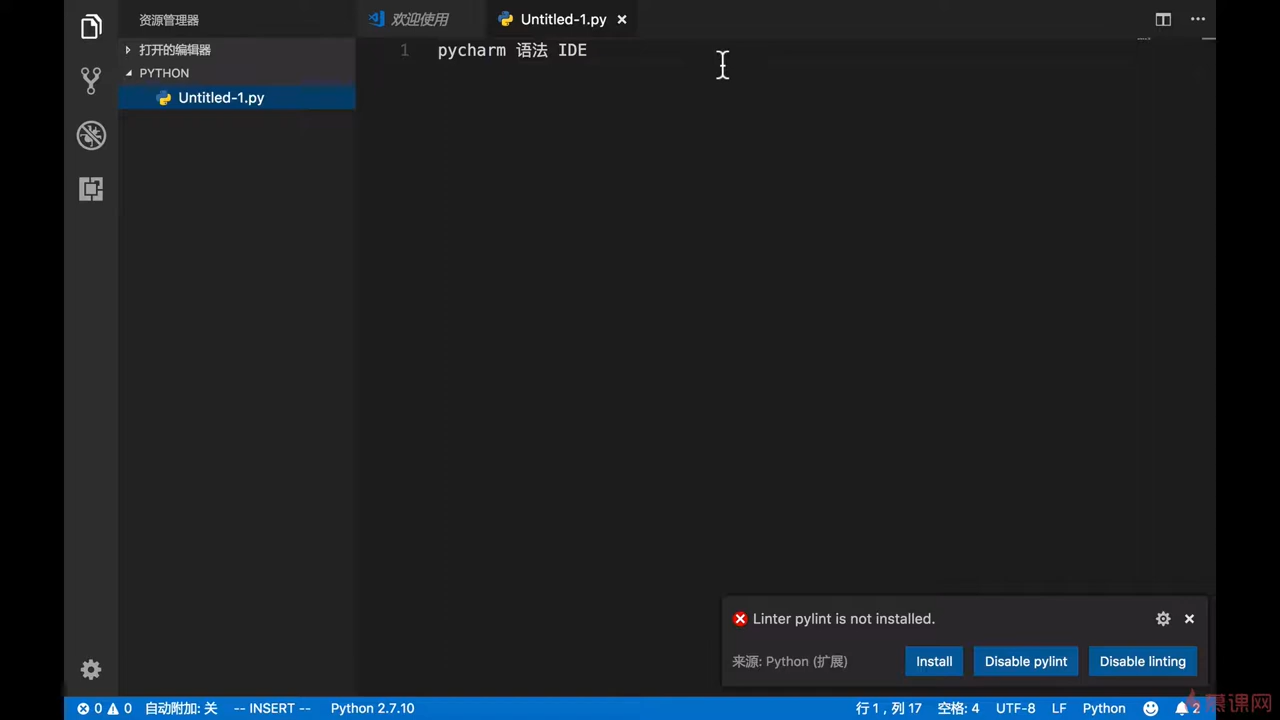 资源管理器
打开的编辑器
PYTHON
Untitled-1.py
欢迎使用
Untitled-1.py
1 pycharm 语法 IDE
Linter pylint is not installed.
来源: Python (扩展)
Install
Disable pylint
Disable linting
0 0 自动附加: 关 -- INSERT -- Python 2.7.10
行 1，列 17 空格: 4 UTF-8 LF Python 2
慕课网